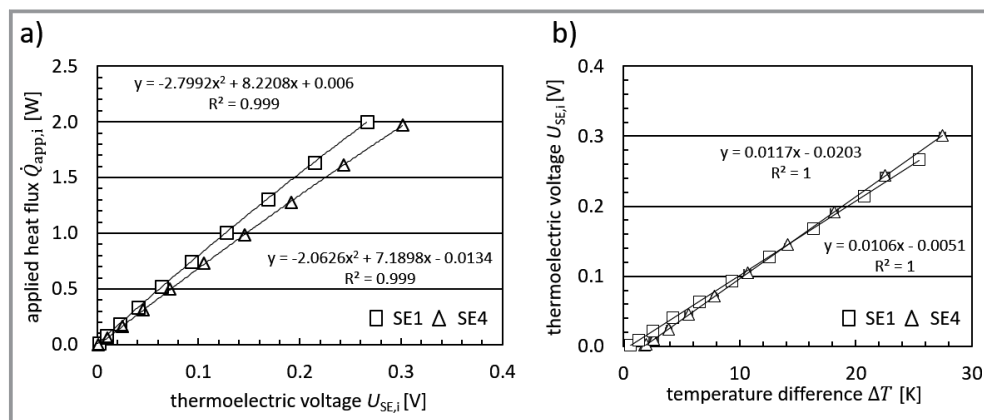 a)
applied heat flux Q̇app,i [W]
2.5
2.0
1.5
1.0
0.5
0.0
y = -2.7992x² + 8.2208x + 0.006
R² = 0.999
y = -2.0626x² + 7.1898x - 0.0134
R² = 0.999
SE1 SE4
0 0.1 0.2 0.3 0.4
thermoelectric voltage USE,i [V]
b)
thermoelectric voltage USE,i [V]
0.4
0.3
0.2
0.1
0.0
y = 0.0117x - 0.0203
R² = 1
y = 0.0106x - 0.0051
R² = 1
SE1 SE4
0 10 20 30
temperature difference ΔT [K]